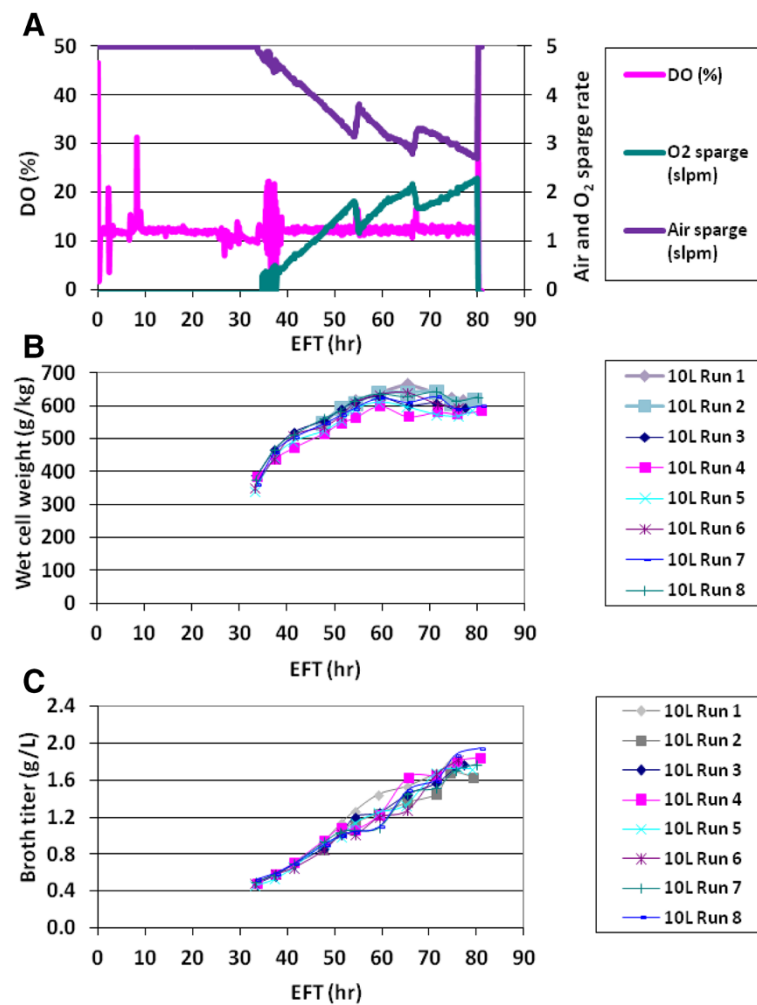 A
50
40
30
20
10
0
DO (%)
5
4
3
2
1
0
Air and O2 sparge rate
0 10 20 30 40 50 60 70 80 90
EFT (hr)
DO (%)
O2 sparge
(slpm)
Air sparge
(slpm)
B
700
600
500
400
300
200
100
0
Wet cell weight (g/kg)
0 10 20 30 40 50 60 70 80 90
EFT (hr)
10L Run 1
10L Run 2
10L Run 3
10L Run 4
10L Run 5
10L Run 6
10L Run 7
10L Run 8
C
2.4
2.0
1.6
1.2
0.8
0.4
0.0
Broth titer (g/L)
0 10 20 30 40 50 60 70 80 90
EFT (hr)
10L Run 1
10L Run 2
10L Run 3
10L Run 4
10L Run 5
10L Run 6
10L Run 7
10L Run 8